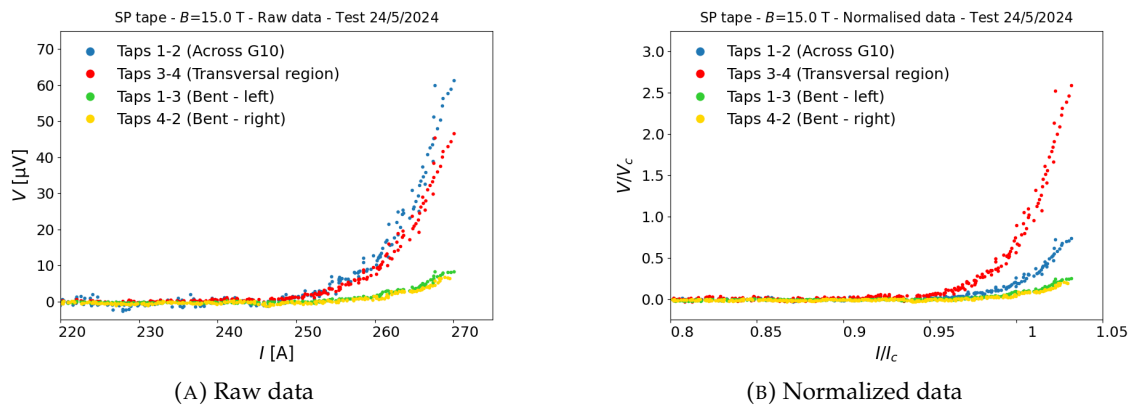 SP tape - B=15.0 T - Raw data - Test 24/5/2024
70
60
50
40
30
20
10
0
V [µV]
Taps 1-2 (Across G10)
Taps 3-4 (Transversal region)
Taps 1-3 (Bent - left)
Taps 4-2 (Bent - right)
220 230 240 250 260 270
I [A]
(A) Raw data
SP tape - B=15.0 T - Normalised data - Test 24/5/2024
3.0
2.5
2.0
1.5
1.0
0.5
0.0
V/Vc
Taps 1-2 (Across G10)
Taps 3-4 (Transversal region)
Taps 1-3 (Bent - left)
Taps 4-2 (Bent - right)
0.8 0.85 0.9 0.95 1 1.05
I/Ic
(B) Normalized data